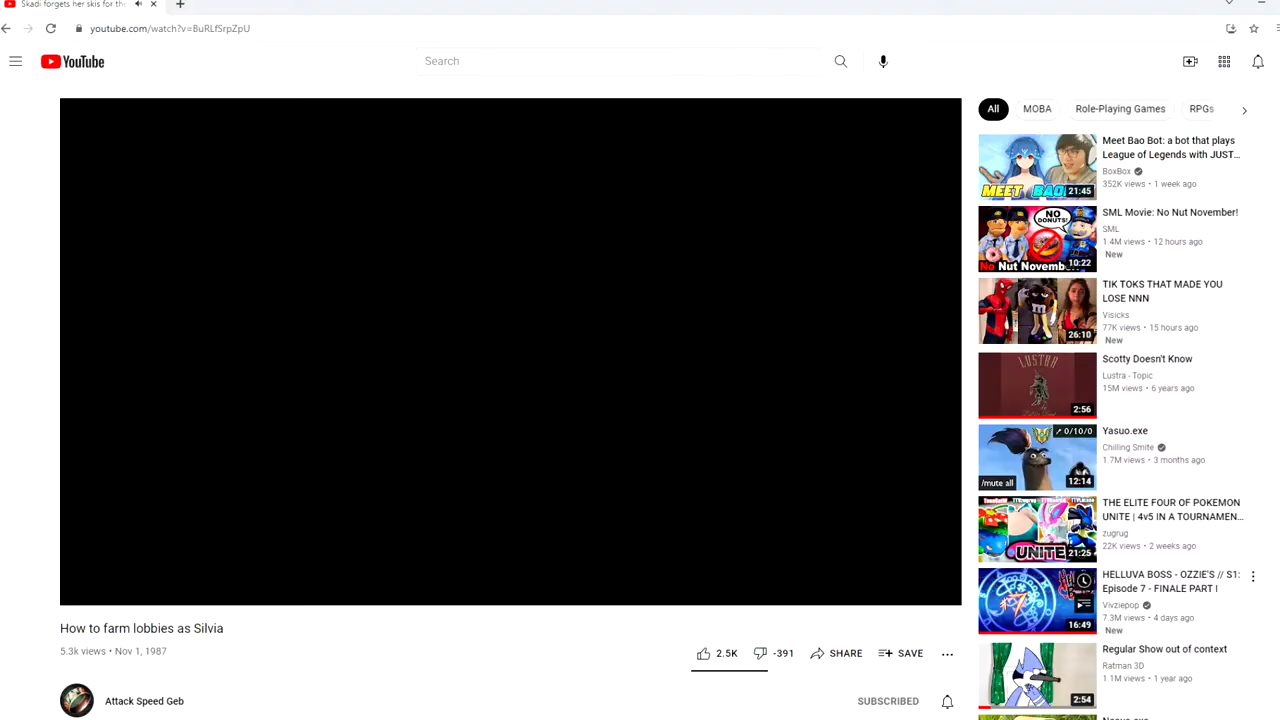 Skadi forgets her skis for th
youtube.com/watch?v=BuRLfSrpZpU
YouTube
Search
All
MOBA
Role-Playing Games
RPGs
MEET BAO
21:45
Meet Bao Bot: a bot that plays
League of Legends with JUST...
BoxBox
352K views • 1 week ago
NO
DONUTS!
No Nut Novemb
10:22
SML Movie: No Nut November!
SML
1.4M views • 12 hours ago
New
m
26:10
TIK TOKS THAT MADE YOU
LOSE NNN
Visicks
77K views • 15 hours ago
New
LUSTRA
2:56
Scotty Doesn't Know
Lustra - Topic
15M views • 6 years ago
0/10/0
/mute all
12:14
Yasuo.exe
Chilling Smite
1.7M views • 3 months ago
UNITE
21:25
THE ELITE FOUR OF POKEMON
UNITE | 4v5 IN A TOURNAMEN...
zugrug
22K views • 2 weeks ago
16:49
HELLUVA BOSS - OZZIE'S // S1:
Episode 7 - FINALE PART I
Vivziepop
7.3M views • 4 days ago
New
2:54
Regular Show out of context
Ratman 3D
1.1M views • 1 year ago
How to farm lobbies as Silvia
5.3k views • Nov 1, 1987
2.5K
-391
SHARE
SAVE
Attack Speed Geb
SUBSCRIBED